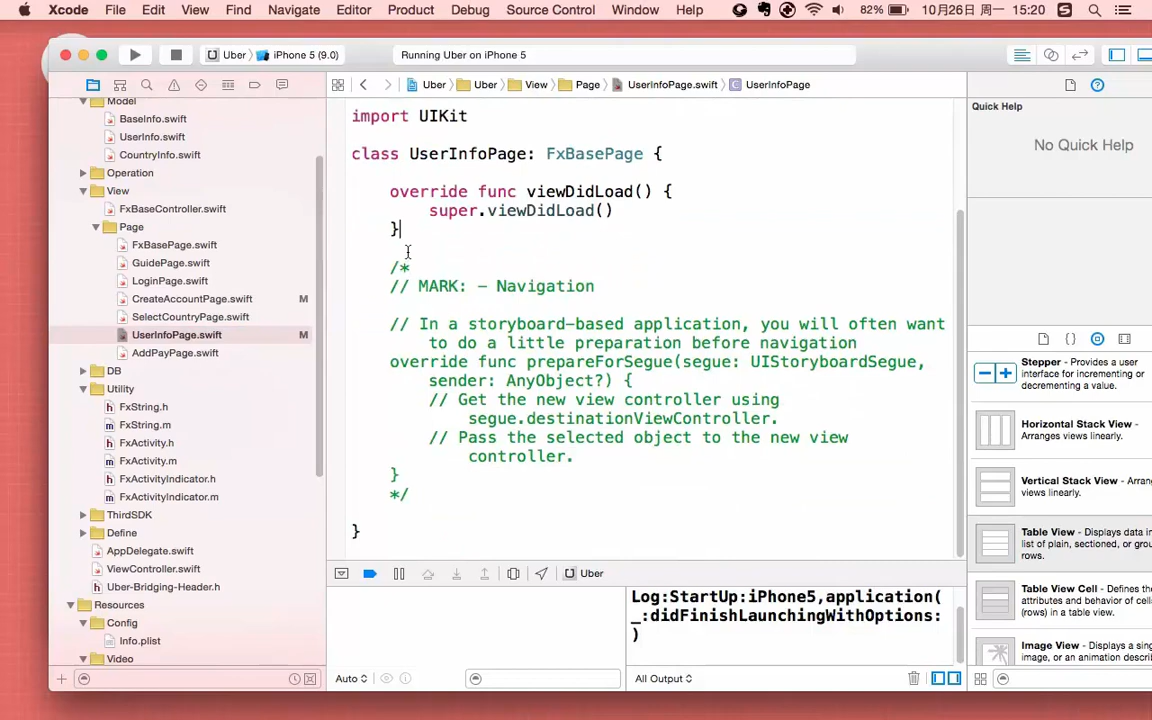 Xcode File Edit View Find Navigate Editor Product Debug Source Control Window Help 82% 10月26日 周一 15:20
Uber iPhone 5 (9.0) Running Uber on iPhone 5
Uber Uber View Page UserInfoPage.swift UserInfoPage
Model
BaseInfo.swift
UserInfo.swift
CountryInfo.swift
Operation
View
FxBaseController.swift
Page
FxBasePage.swift
GuidePage.swift
LoginPage.swift
CreateAccountPage.swift M
SelectCountryPage.swift
UserInfoPage.swift M
AddPayPage.swift
DB
Utility
FxString.h
FxString.m
FxActivity.h
FxActivity.m
FxActivityIndicator.h
FxActivityIndicator.m
ThirdSDK
Define
AppDelegate.swift
ViewController.swift
Uber-Bridging-Header.h
Resources
Config
Info.plist
Video
import UIKit
class UserInfoPage: FxBasePage {
override func viewDidLoad() {
super.viewDidLoad()
}
/*
// MARK: - Navigation
// In a storyboard-based application, you will often want
to do a little preparation before navigation
override func prepareForSegue(segue: UIStoryboardSegue,
sender: AnyObject?) {
// Get the new view controller using
segue.destinationViewController.
// Pass the selected object to the new view
controller.
}
*/
}
Uber
Log:StartUp:iPhone5,application(
_:didFinishLaunchingWithOptions:
)
Auto
All Output
Quick Help
No Quick Help
Stepper - Provides a user
interface for incrementing or
decrementing a value.
Horizontal Stack View -
Arranges views linearly.
Vertical Stack View - Arran
views linearly.
Table View - Displays data in
list of plain, sectioned, or grou
rows.
Table View Cell - Defines the
attributes and behavior of cells
(rows) in a table view.
Image View - Displays a sing
image, or an animation descri